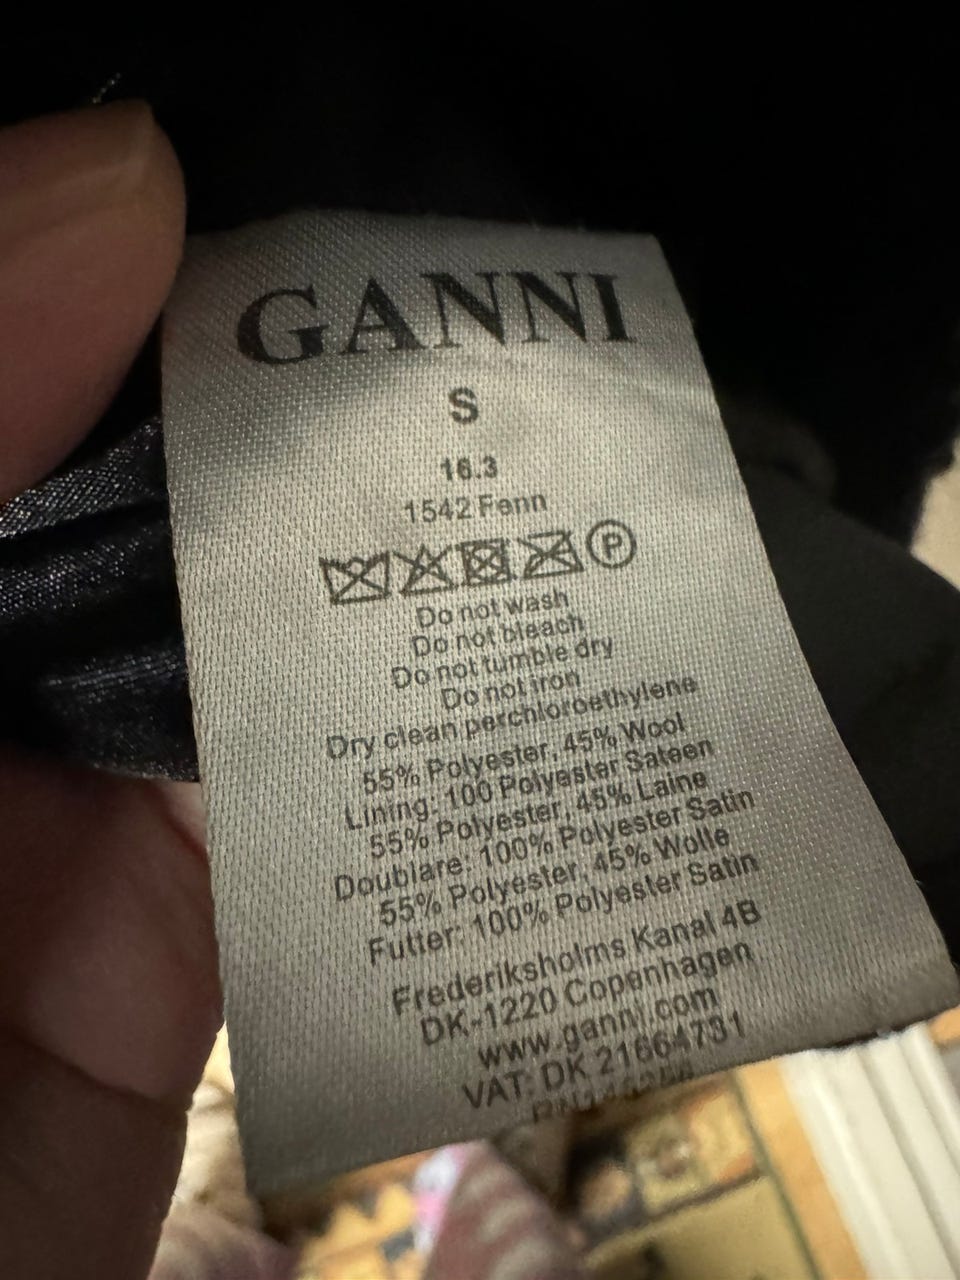 GANNI
S
16.3
1542 Fenn
P
Do not wash
Do not bleach
Do not tumble dry
Do not iron
Dry clean perchloroethylene
55% Polyester, 45% Wool
Lining: 100 Polyester Sateen
55% Polyester, 45% Laine
Doublare: 100% Polyester Satin
55% Polyester, 45% Wolle
Futter: 100% Polyester Satin
Frederiksholms Kanal 4B
DK-1220 Copenhagen
www.ganni.com
VAT: DK 21664731